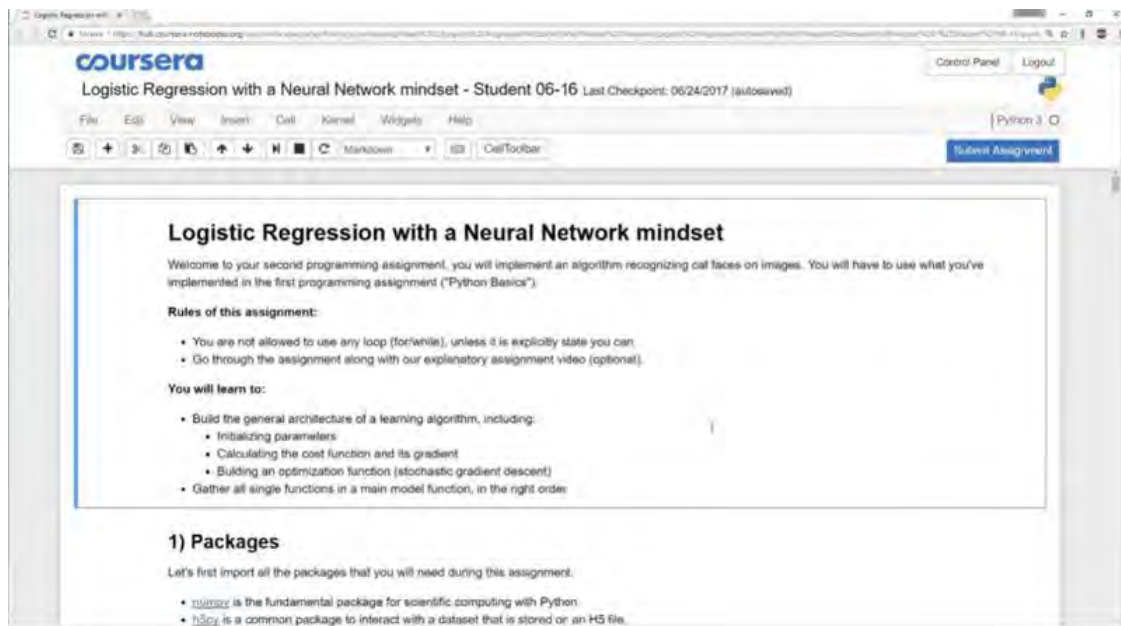 coursera
Control Panel Logout
Logistic Regression with a Neural Network mindset - Student 06-16 Last Checkpoint: 06/24/2017 (autosaved)
File Edit View Insert Cell Kernel Widgets Help
Python 3
Markdown CellToolbar
Submit Assignment
Logistic Regression with a Neural Network mindset
Welcome to your second programming assignment, you will implement an algorithm recognizing cat faces on images. You will have to use what you've
implemented in the first programming assignment ("Python Basics")
Rules of this assignment:
• You are not allowed to use any loop (for/while), unless it is explicitly state you can.
• Go through the assignment along with our explanatory assignment video (optional).
You will learn to:
• Build the general architecture of a learning algorithm, including:
• Initializing parameters
• Calculating the cost function and its gradient
• Building an optimization function (stochastic gradient descent)
• Gather all single functions in a main model function, in the right order
1) Packages
Let's first import all the packages that you will need during this assignment.
• numpy is the fundamental package for scientific computing with Python
• h5py is a common package to interact with a dataset that is stored on an H5 file.